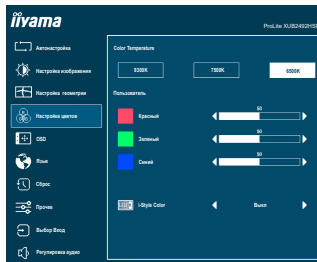 iiyama
ProLite XUB2492HSU
Автонастройка
Color Temperature
Настройка изображения
9300K 7500K 6500K
Настройка геометрии
Пользователь
Настройка цветов
Красный 50
OSD
Зеленый 50
Язык
Синий 50
Сброс
Прочее
i-Style Color Выкл
Выбор Вход
Регулировка аудио